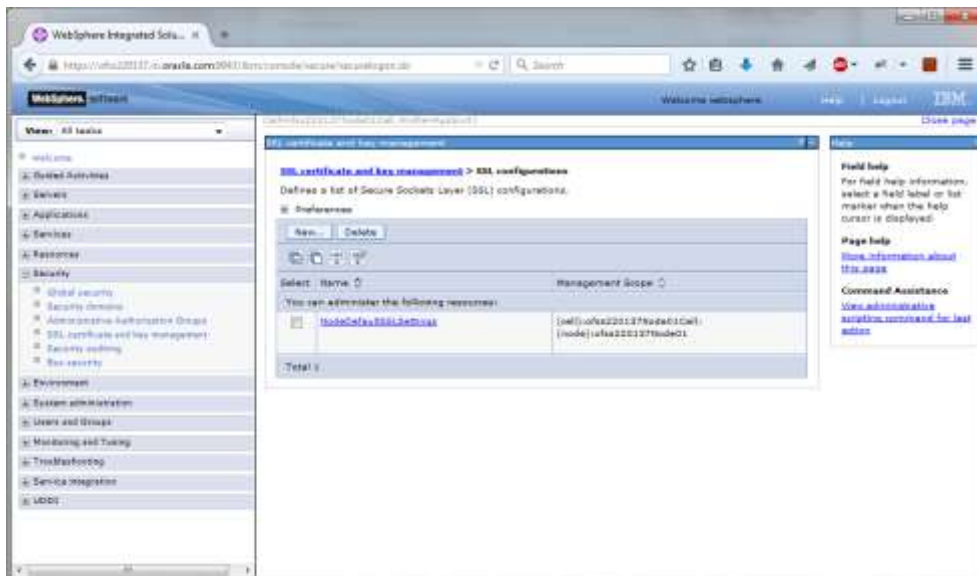 WebSphere Integrated Solu...
Search
WebSphere. software
Welcome websphere
Help
Logout
IBM.
Close page
View: All tasks
Welcome
Guided Activities
Servers
Applications
Services
Resources
Security
Global security
Security domains
Administrative Authorization Groups
SSL certificate and key management
Security auditing
Bus security
Environment
System administration
Users and Groups
Monitoring and Tuning
Troubleshooting
Service integration
UDDI
SSL certificate and key management
SSL certificate and key management > SSL configurations
Defines a list of Secure Sockets Layer (SSL) configurations.
Preferences
New... Delete
Select Name Management Scope
You can administer the following resources:
NodeDefaultSSLSettings
(cell):ofss220137Node01Cell:
(node):ofss220137Node01
Total 1
Help
Field help
For field help information,
select a field label or list
marker when the help
cursor is displayed.
Page help
More information about
this page
Command Assistance
View administrative
scripting command for last
action